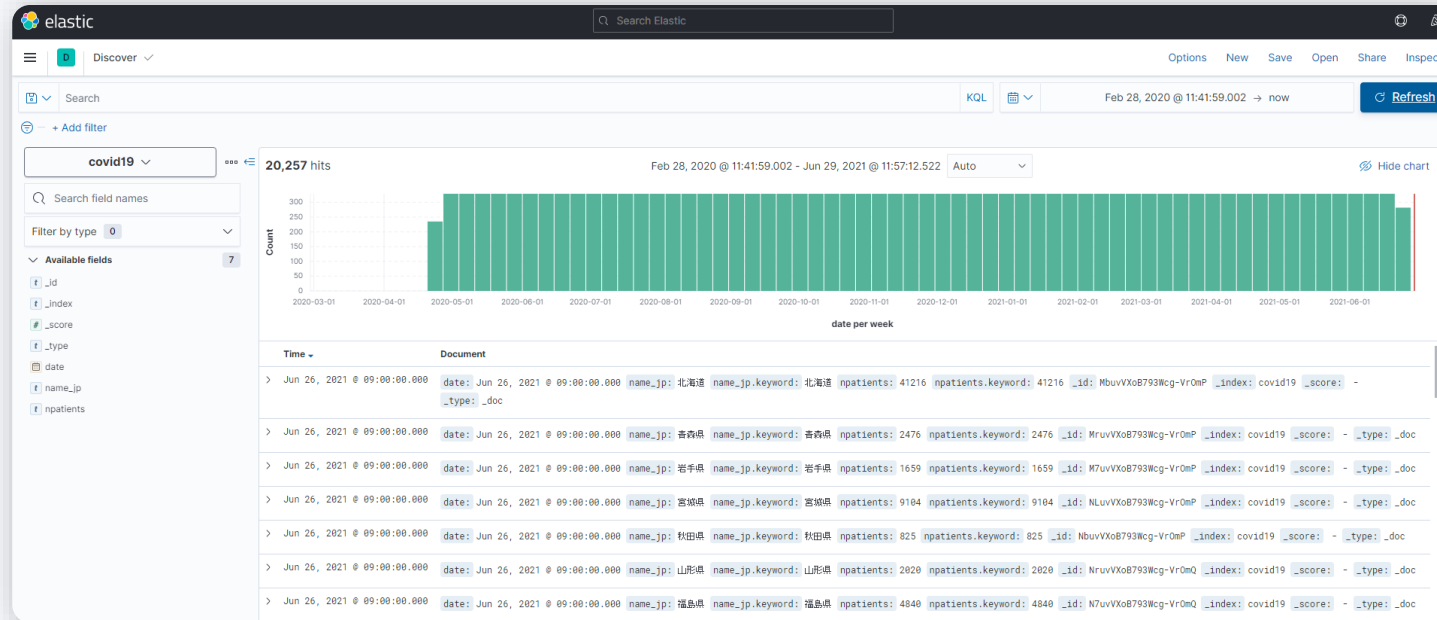 elastic
Search Elastic
D Discover
Options New Save Open Share Inspec
Search KQL Feb 28, 2020 @ 11:41:59.002 → now Refresh
+ Add filter
covid19
20,257 hits Feb 28, 2020 @ 11:41:59.002 - Jun 29, 2021 @ 11:57:12.522 Auto Hide chart
Search field names
Filter by type 0
Available fields 7
t _id
t _index
# _score
t _type
date
t name_jp
t npatients
Count
300
250
200
150
100
50
0
2020-03-01 2020-04-01 2020-05-01 2020-06-01 2020-07-01 2020-08-01 2020-09-01 2020-10-01 2020-11-01 2020-12-01 2021-01-01 2021-02-01 2021-03-01 2021-04-01 2021-05-01 2021-06-01
date per week
Time Document
Jun 26, 2021 @ 09:00:00.000 date: Jun 26, 2021 @ 09:00:00.000 name_jp: 北海道 name_jp.keyword: 北海道 npatients: 41216 npatients.keyword: 41216 _id: MbuvVXoB793Wcg-VrOmP _index: covid19 _score: -
_type: _doc
Jun 26, 2021 @ 09:00:00.000 date: Jun 26, 2021 @ 09:00:00.000 name_jp: 青森県 name_jp.keyword: 青森県 npatients: 2476 npatients.keyword: 2476 _id: MruvVXoB793Wcg-VrOmP _index: covid19 _score: - _type: _doc
Jun 26, 2021 @ 09:00:00.000 date: Jun 26, 2021 @ 09:00:00.000 name_jp: 岩手県 name_jp.keyword: 岩手県 npatients: 1659 npatients.keyword: 1659 _id: M7uvVXoB793Wcg-VrOmP _index: covid19 _score: - _type: _doc
Jun 26, 2021 @ 09:00:00.000 date: Jun 26, 2021 @ 09:00:00.000 name_jp: 宮城県 name_jp.keyword: 宮城県 npatients: 9104 npatients.keyword: 9104 _id: NLuvVXoB793Wcg-VrOmP _index: covid19 _score: - _type: _doc
Jun 26, 2021 @ 09:00:00.000 date: Jun 26, 2021 @ 09:00:00.000 name_jp: 秋田県 name_jp.keyword: 秋田県 npatients: 825 npatients.keyword: 825 _id: NbuvVXoB793Wcg-VrOmP _index: covid19 _score: - _type: _doc
Jun 26, 2021 @ 09:00:00.000 date: Jun 26, 2021 @ 09:00:00.000 name_jp: 山形県 name_jp.keyword: 山形県 npatients: 2020 npatients.keyword: 2020 _id: NruvVXoB793Wcg-VrOmQ _index: covid19 _score: - _type: _doc
Jun 26, 2021 @ 09:00:00.000 date: Jun 26, 2021 @ 09:00:00.000 name_jp: 福島県 name_jp.keyword: 福島県 npatients: 4840 npatients.keyword: 4840 _id: N7uvVXoB793Wcg-VrOmQ _index: covid19 _score: - _type: _doc